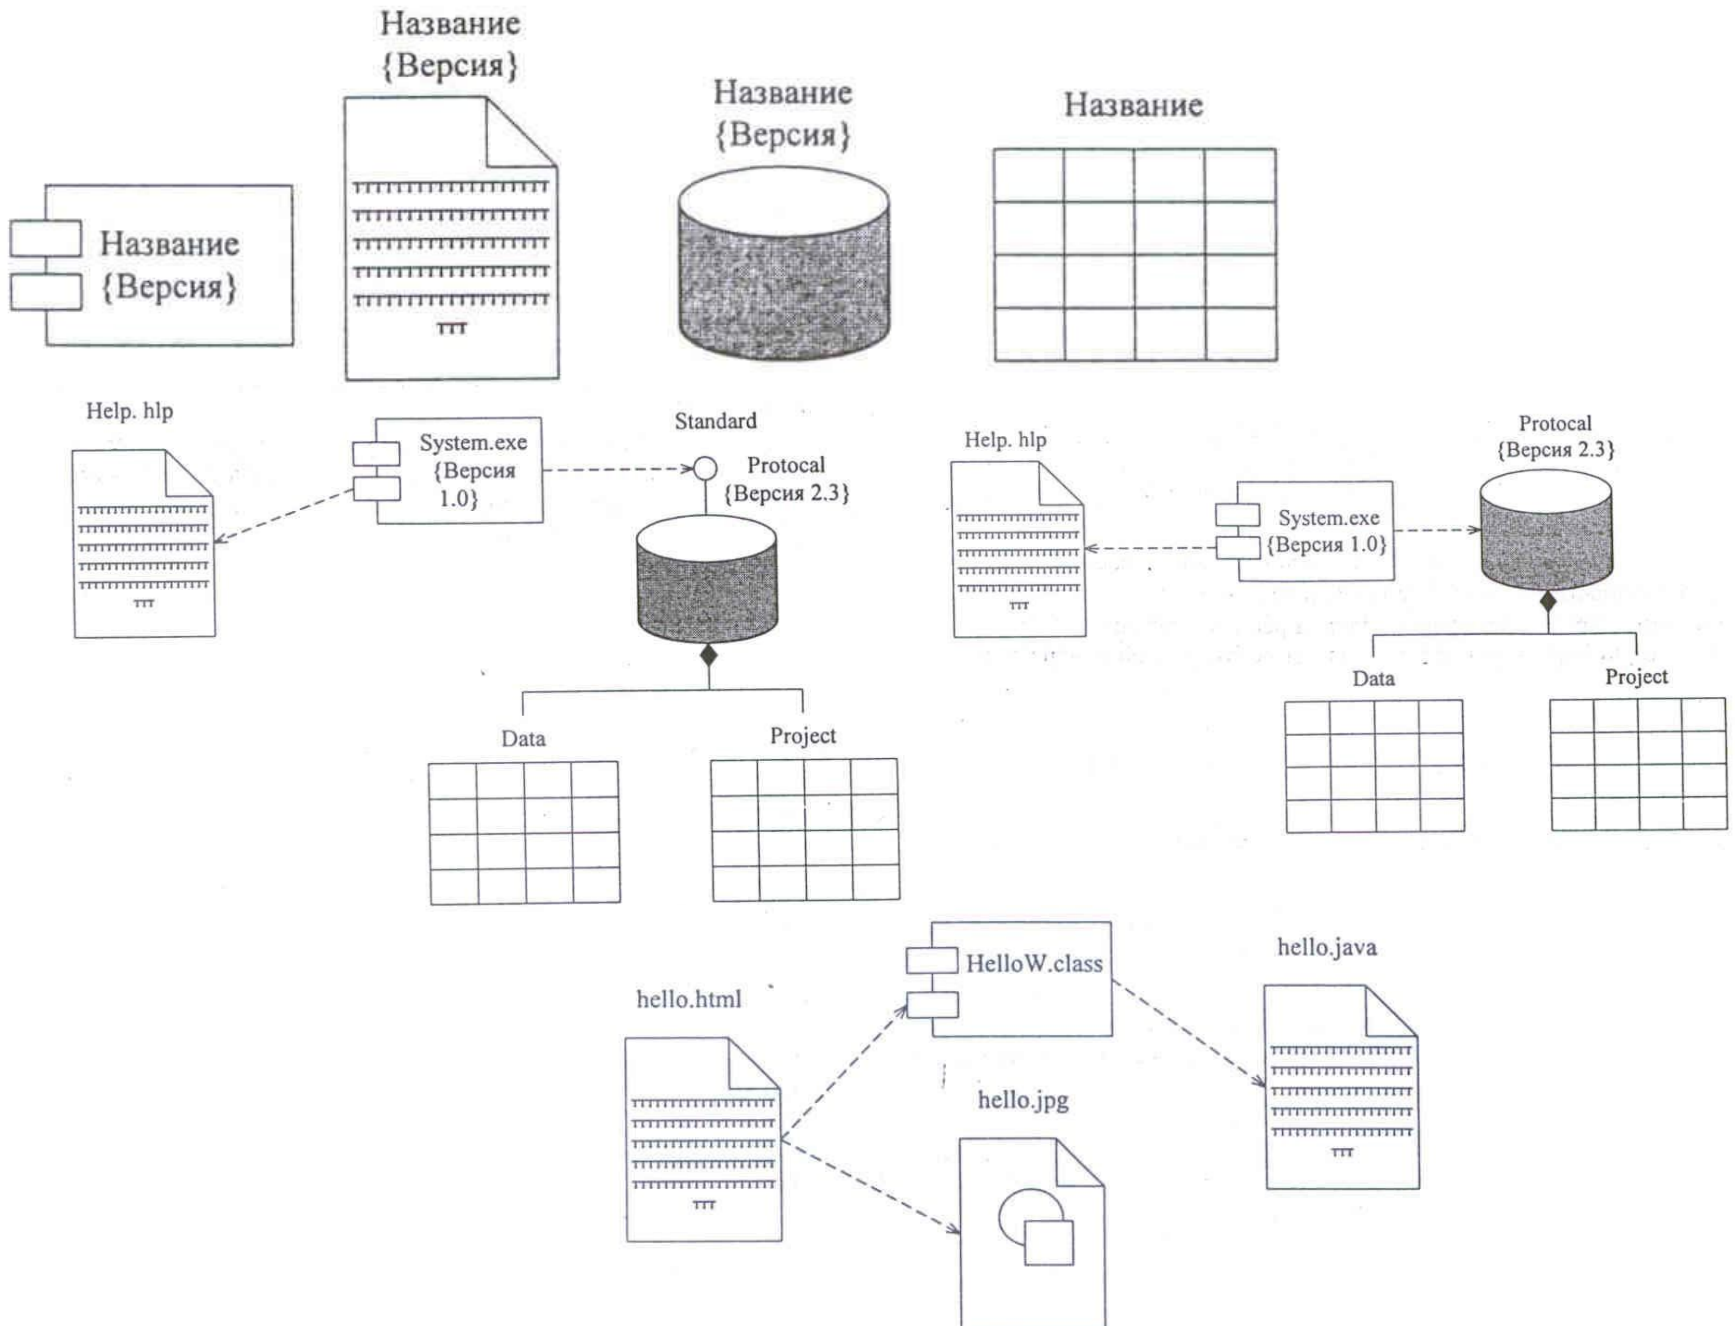 Название
{Версия}
Название
{Версия}
Название
Название
{Версия}
Help. hlp
System.exe
{Версия
1.0}
Standard
Protocal
{Версия 2.3}
Data
Project
Help. hlp
System.exe
{Версия 1.0}
Protocal
{Версия 2.3}
Data
Project
hello.html
HelloW.class
hello.java
hello.jpg